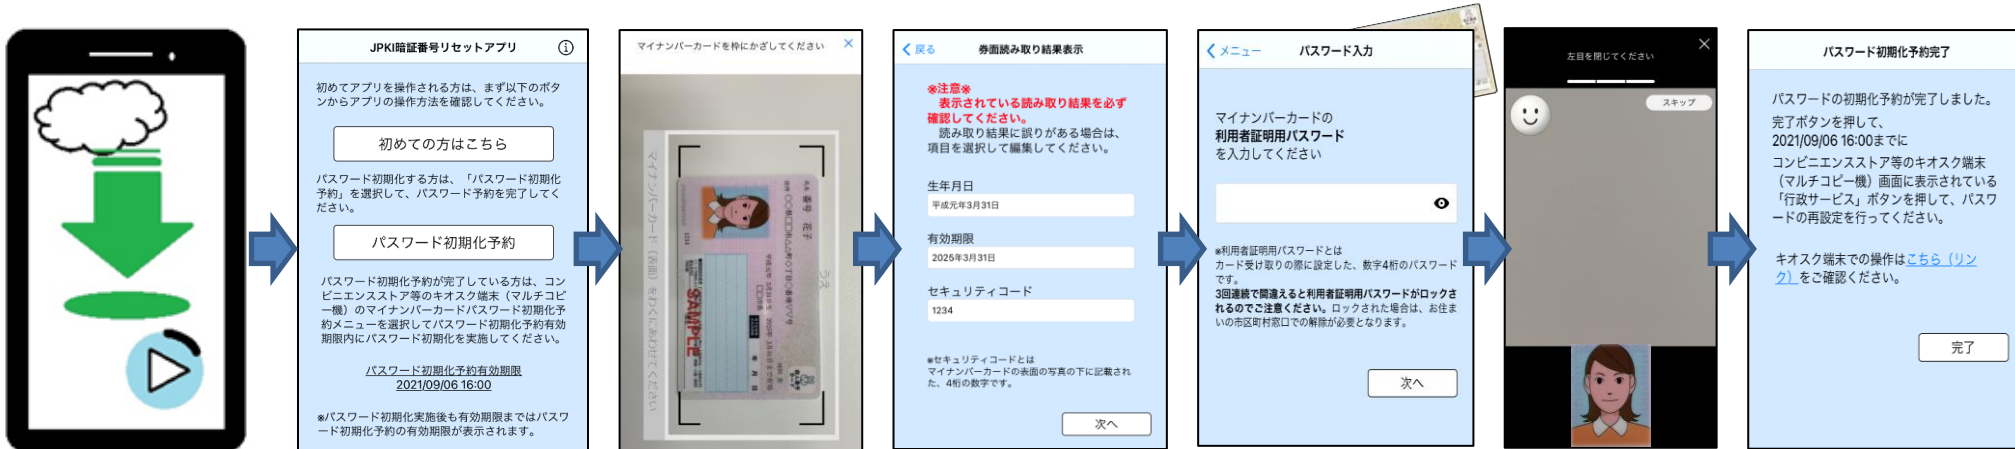 JPKI暗証番号リセットアプリ
初めてアプリを操作される方は、まず以下のボタ
ンからアプリの操作方法を確認してください。
初めての方はこちら
パスワード初期化する方は、「パスワード初期化
予約」を選択して、パスワード予約を完了してく
ださい。
パスワード初期化予約
パスワード初期化予約が完了している方は、コン
ビニエンスストア等のキオスク端末（マルチコピ
ー機）のマイナンバーカードパスワード初期化予
約メニューを選択してパスワード初期化予約有効
期限内にパスワード初期化を実施してください。
パスワード初期化予約有効期限
2021/09/06 16:00
※パスワード初期化実施後も有効期限まではパスワ
ード初期化予約の有効期限が表示されます。
マイナンバーカードを枠にかざしてください
うえ
マイナンバーカード（表面）をわくにあわせてください
氏名 番号 花子
SAMPLE
1234
戻る
券面読み取り結果表示
※注意※
表示されている読み取り結果を必ず
確認してください。
読み取り結果に誤りがある場合は、
項目を選択して編集してください。
生年月日
平成元年3月31日
有効期限
2025年3月31日
セキュリティコード
1234
※セキュリティコードとは
マイナンバーカードの表面の写真の下に記載され
た、4桁の数字です。
次へ
メニュー
パスワード入力
マイナンバーカードの
利用者証明用パスワード
を入力してください
※利用者証明用パスワードとは
カード受け取りの際に設定した、数字4桁のパスワード
です。
3回連続で間違えると利用者証明用パスワードがロックさ
れるのでご注意ください。ロックされた場合は、お住ま
いの市区町村窓口での解除が必要となります。
次へ
左目を閉じてください
スキップ
パスワード初期化予約完了
パスワードの初期化予約が完了しました。
完了ボタンを押して、
2021/09/06 16:00までに
コンビニエンスストア等のキオスク端末
（マルチコピー機）画面に表示されている
「行政サービス」ボタンを押して、パスワ
ードの再設定を行ってください。
キオスク端末での操作はこちら（リン
ク）をご確認ください。
完了